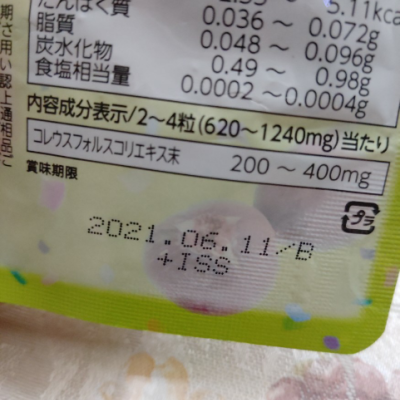 たんぱく質
脂質 0.036～0.072g
炭水化物 0.048～0.096g
食塩相当量 0.49～0.98g
0.0002～0.0004g
内容成分表示/2～4粒(620～1240mg)当たり
コレウスフォルスコリエキス末 200～400mg
賞味期限
プラ
2021.06.11/B
+ISS